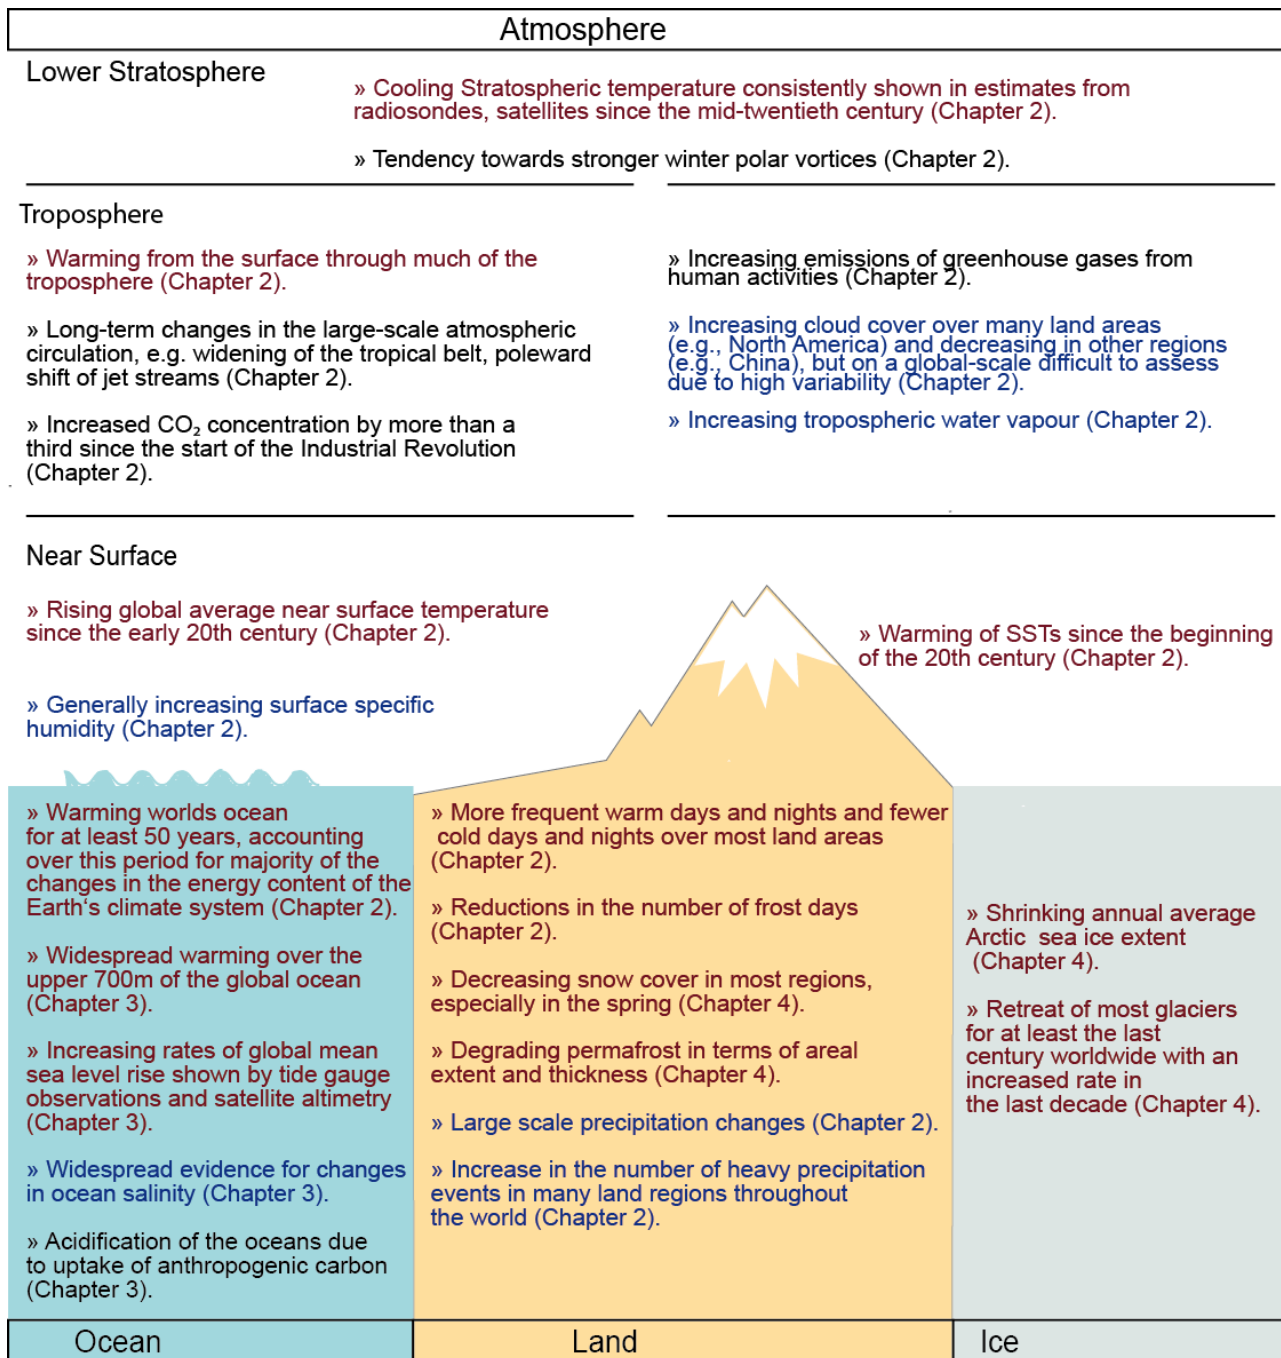 Atmosphere
Lower Stratosphere
» Cooling Stratospheric temperature consistently shown in estimates from
radiosondes, satellites since the mid-twentieth century (Chapter 2).
» Tendency towards stronger winter polar vortices (Chapter 2).
Troposphere
» Warming from the surface through much of the
troposphere (Chapter 2).
» Long-term changes in the large-scale atmospheric
circulation, e.g. widening of the tropical belt, poleward
shift of jet streams (Chapter 2).
» Increased CO₂ concentration by more than a
third since the start of the Industrial Revolution
(Chapter 2).
» Increasing emissions of greenhouse gases from
human activities (Chapter 2).
» Increasing cloud cover over many land areas
(e.g., North America) and decreasing in other regions
(e.g., China), but on a global-scale difficult to assess
due to high variability (Chapter 2).
» Increasing tropospheric water vapour (Chapter 2).
Near Surface
» Rising global average near surface temperature
since the early 20th century (Chapter 2).
» Generally increasing surface specific
humidity (Chapter 2).
» Warming of SSTs since the beginning
of the 20th century (Chapter 2).
» Warming worlds ocean
for at least 50 years, accounting
over this period for majority of the
changes in the energy content of the
Earth‘s climate system (Chapter 2).
» Widespread warming over the
upper 700m of the global ocean
(Chapter 3).
» Increasing rates of global mean
sea level rise shown by tide gauge
observations and satellite altimetry
(Chapter 3).
» Widespread evidence for changes
in ocean salinity (Chapter 3).
» Acidification of the oceans due
to uptake of anthropogenic carbon
(Chapter 3).
» More frequent warm days and nights and fewer
cold days and nights over most land areas
(Chapter 2).
» Reductions in the number of frost days
(Chapter 2).
» Decreasing snow cover in most regions,
especially in the spring (Chapter 4).
» Degrading permafrost in terms of areal
extent and thickness (Chapter 4).
» Large scale precipitation changes (Chapter 2).
» Increase in the number of heavy precipitation
events in many land regions throughout
the world (Chapter 2).
» Shrinking annual average
Arctic sea ice extent
(Chapter 4).
» Retreat of most glaciers
for at least the last
century worldwide with an
increased rate in
the last decade (Chapter 4).
Ocean
Land
Ice